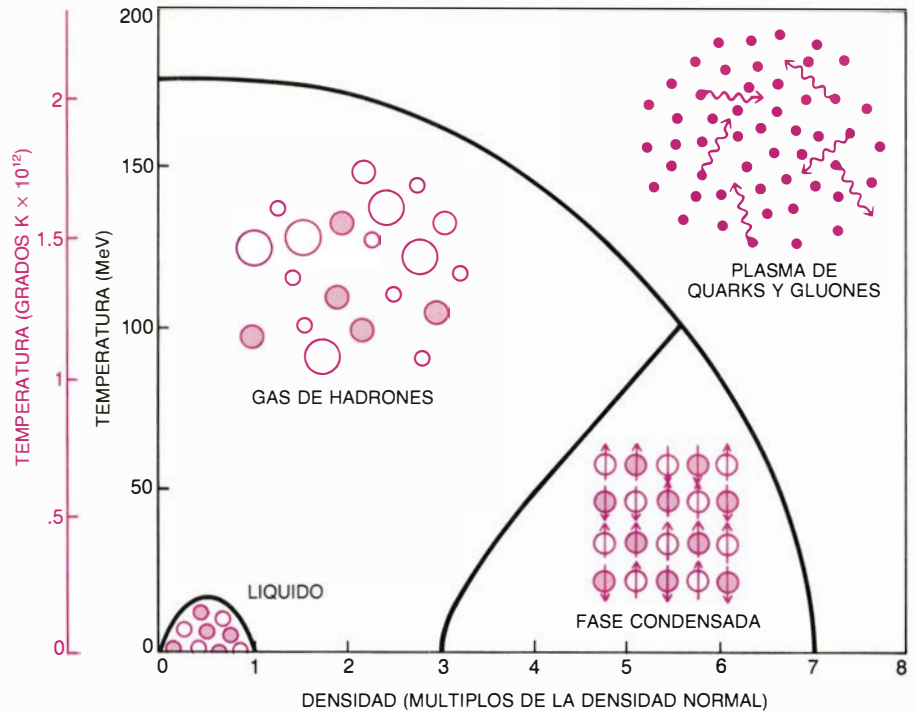 TEMPERATURA (GRADOS K × 10¹²)
2
1.5
1
.5
0
TEMPERATURA (MeV)
200
150
100
50
0
PLASMA DE
QUARKS Y GLUONES
GAS DE HADRONES
LIQUIDO
FASE CONDENSADA
0 1 2 3 4 5 6 7 8
DENSIDAD (MULTIPLOS DE LA DENSIDAD NORMAL)